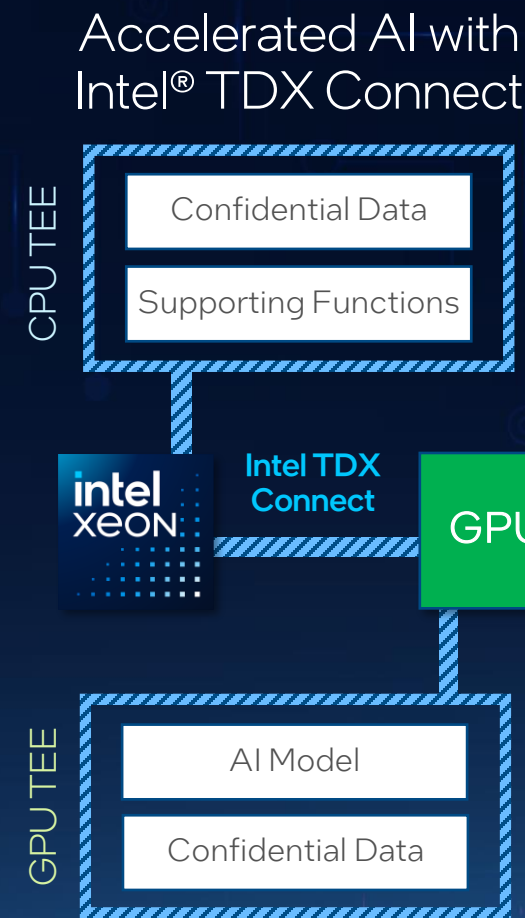 Accelerated AI with
Intel® TDX Connect
CPU TEE
Confidential Data
Supporting Functions
intel
xeon
Intel TDX
Connect
GPU
GPU TEE
AI Model
Confidential Data